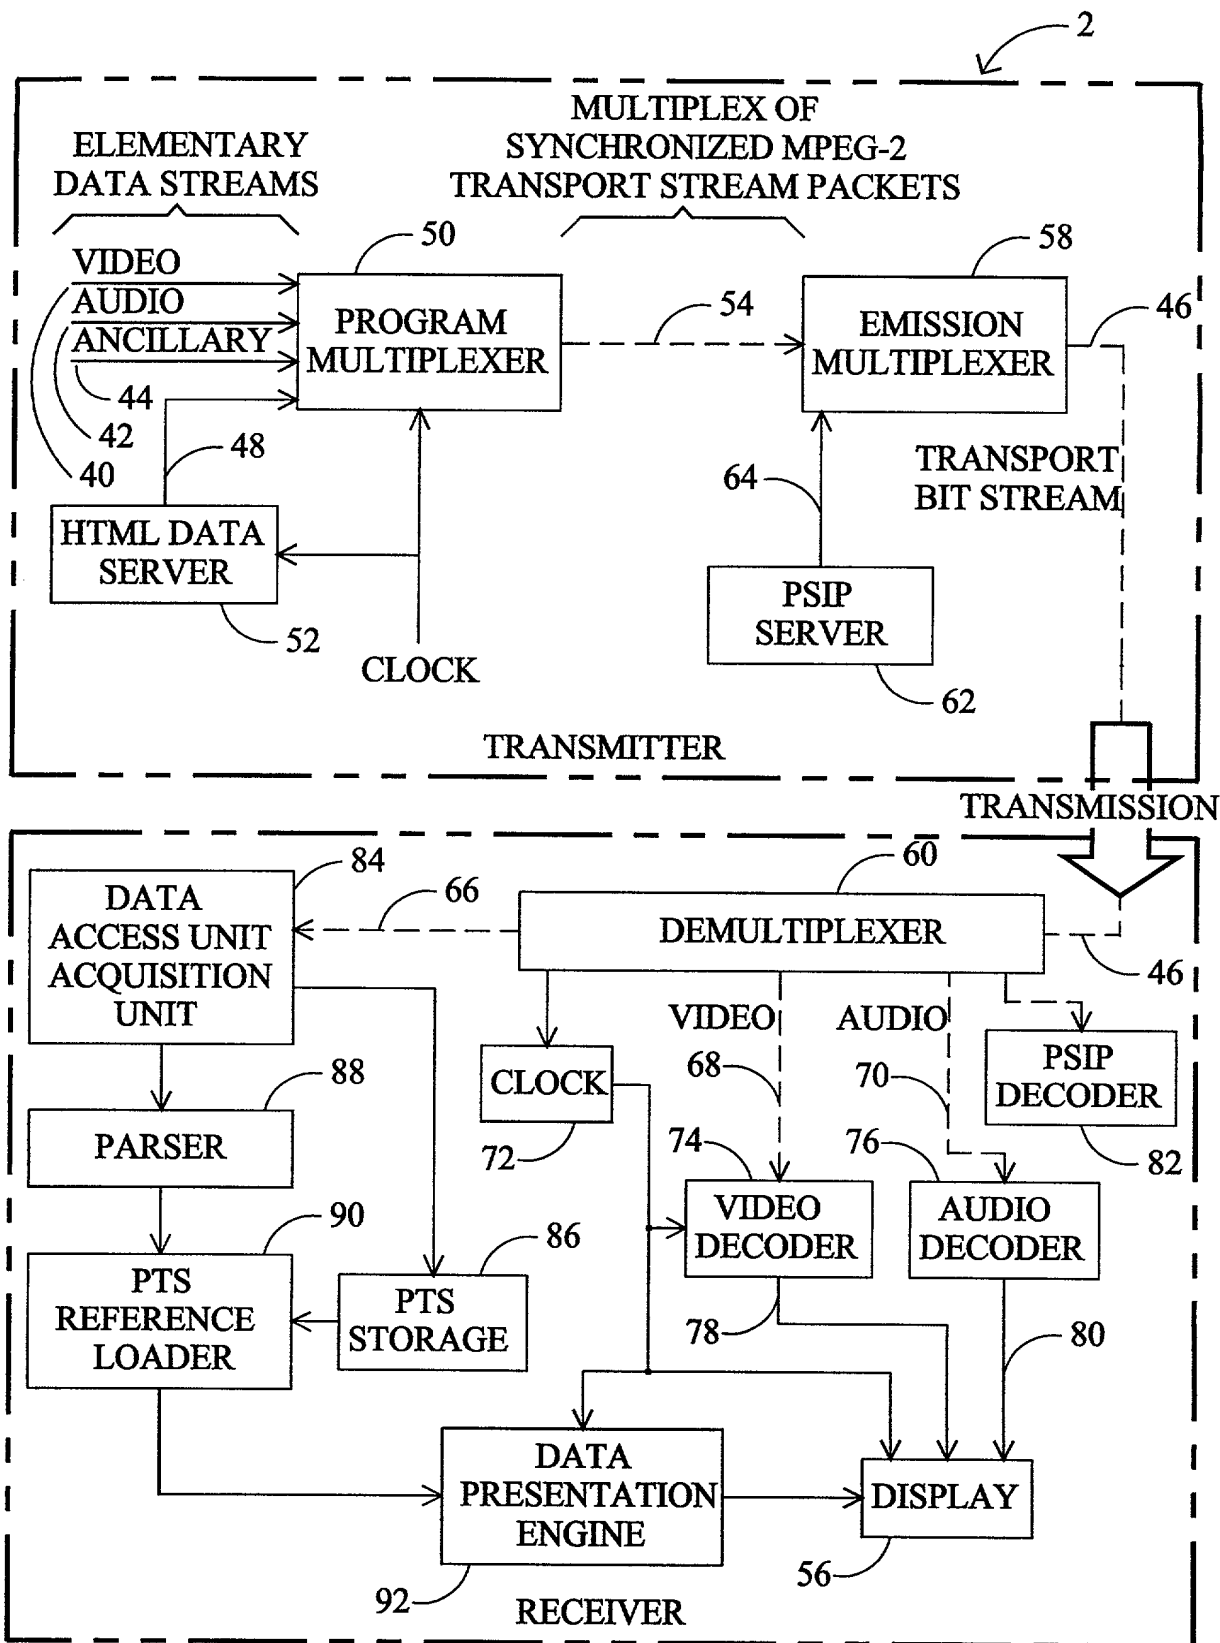 2
ELEMENTARY
DATA STREAMS
MULTIPLEX OF
SYNCHRONIZED MPEG-2
TRANSPORT STREAM PACKETS
VIDEO
AUDIO
ANCILLARY
44
42
40
50
PROGRAM
MULTIPLEXER
54
58
EMISSION
MULTIPLEXER
46
48
HTML DATA
SERVER
52
CLOCK
64
PSIP
SERVER
62
TRANSPORT
BIT STREAM
TRANSMITTER
TRANSMISSION
84
DATA
ACCESS UNIT
ACQUISITION
UNIT
66
60
DEMULTIPLEXER
46
VIDEO
AUDIO
CLOCK
72
68
70
PSIP
DECODER
82
88
PARSER
74
VIDEO
DECODER
76
AUDIO
DECODER
90
PTS
REFERENCE
LOADER
86
PTS
STORAGE
78
80
DATA
PRESENTATION
ENGINE
92
DISPLAY
56
RECEIVER